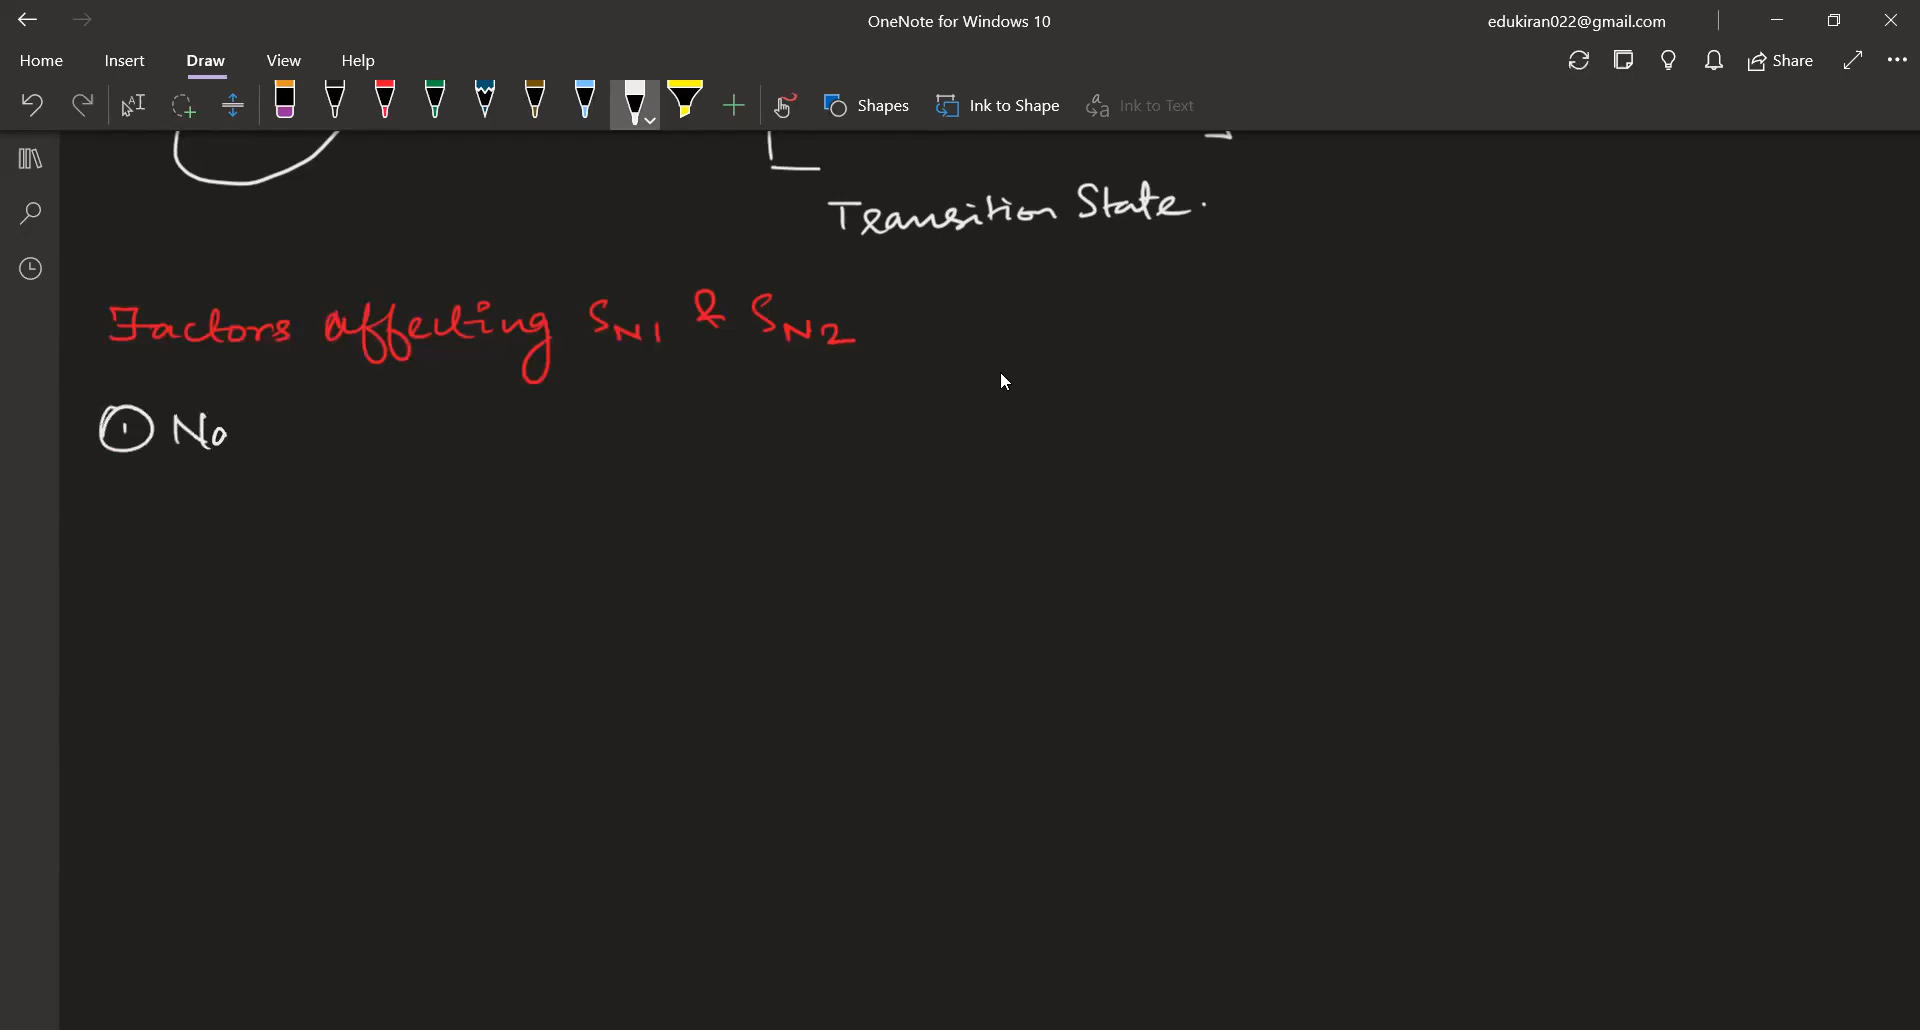 OneNote for Windows 10
edukiran022@gmail.com
Home Insert Draw View Help
Share
Shapes Ink to Shape Ink to Text
Transition State.
Factors affecting SN1 & SN2
① No